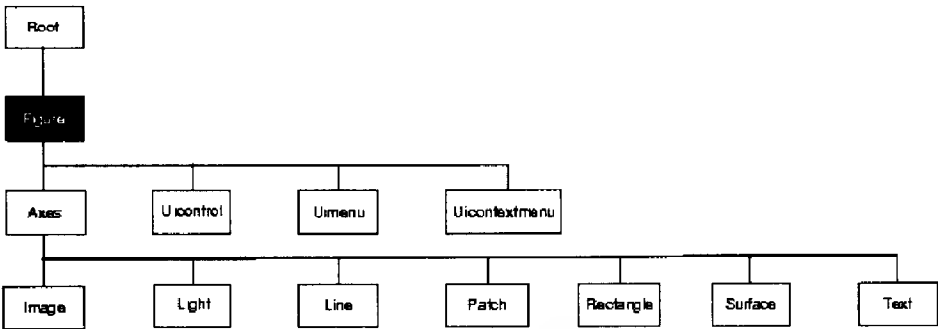 Root
Figure
Axes Uicontrol Uimenu Uicontextmenu
Image Light Line Patch Rectangle Surface Text